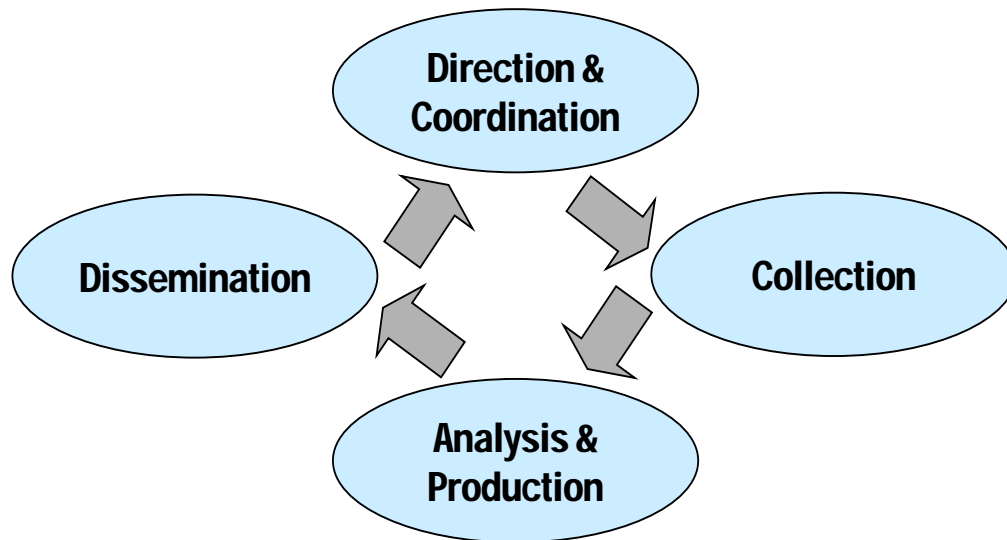 Direction &
Coordination
Dissemination
Collection
Analysis &
Production